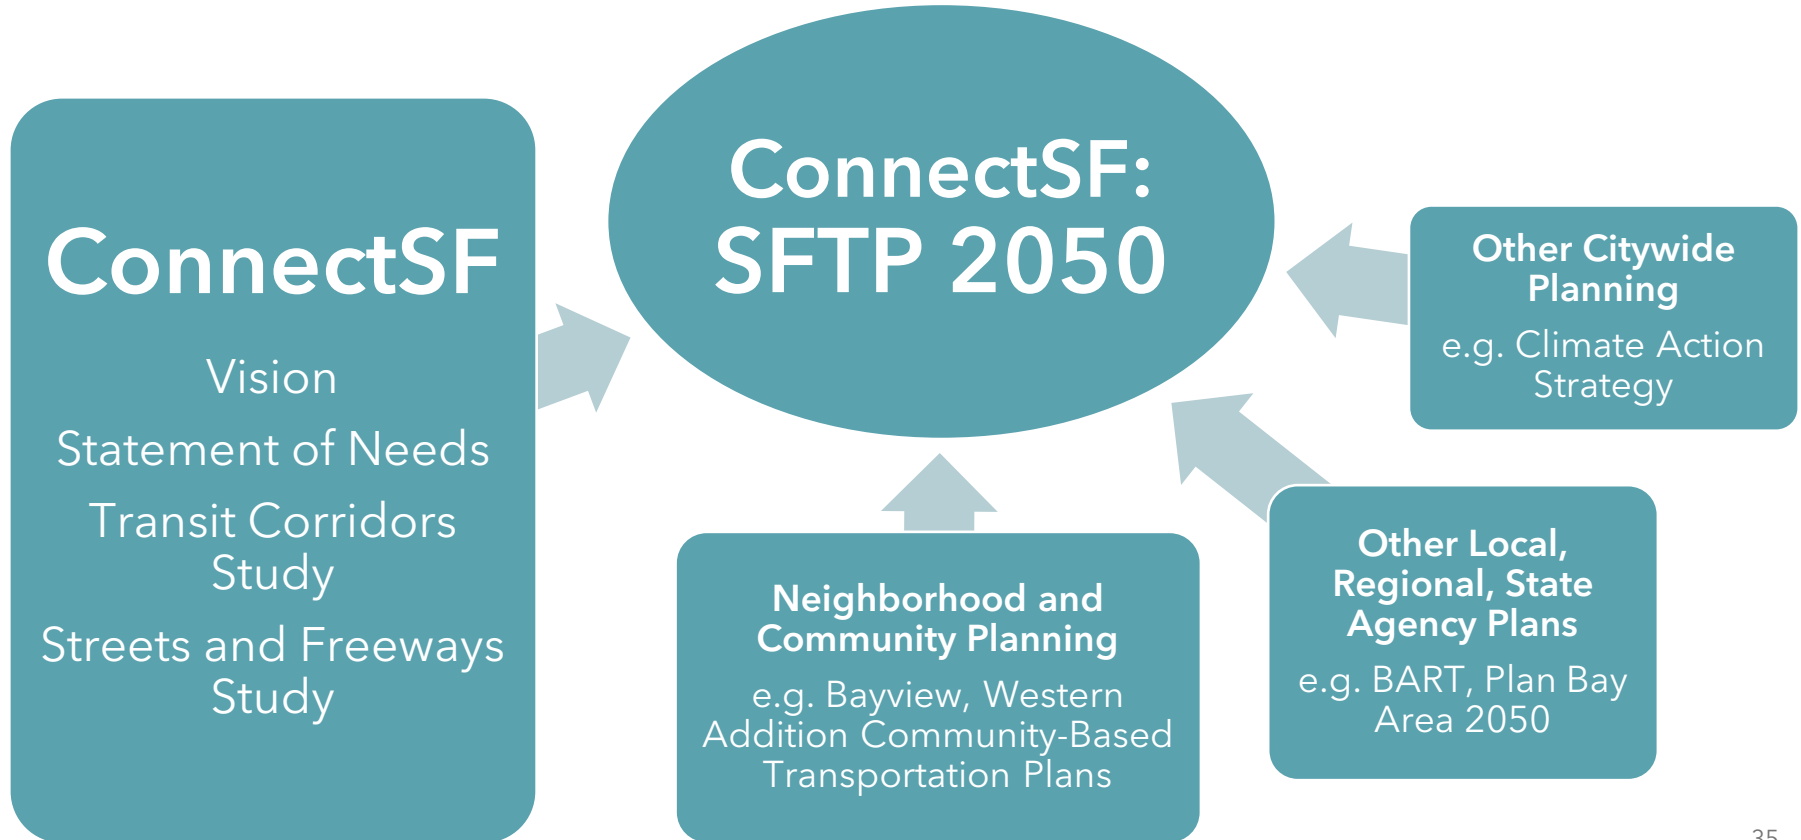 ConnectSF
Vision
Statement of Needs
Transit Corridors
Study
Streets and Freeways
Study
ConnectSF:
SFTP 2050
Neighborhood and
Community Planning
e.g. Bayview, Western
Addition Community-Based
Transportation Plans
Other Local,
Regional, State
Agency Plans
e.g. BART, Plan Bay
Area 2050
Other Citywide
Planning
e.g. Climate Action
Strategy
35